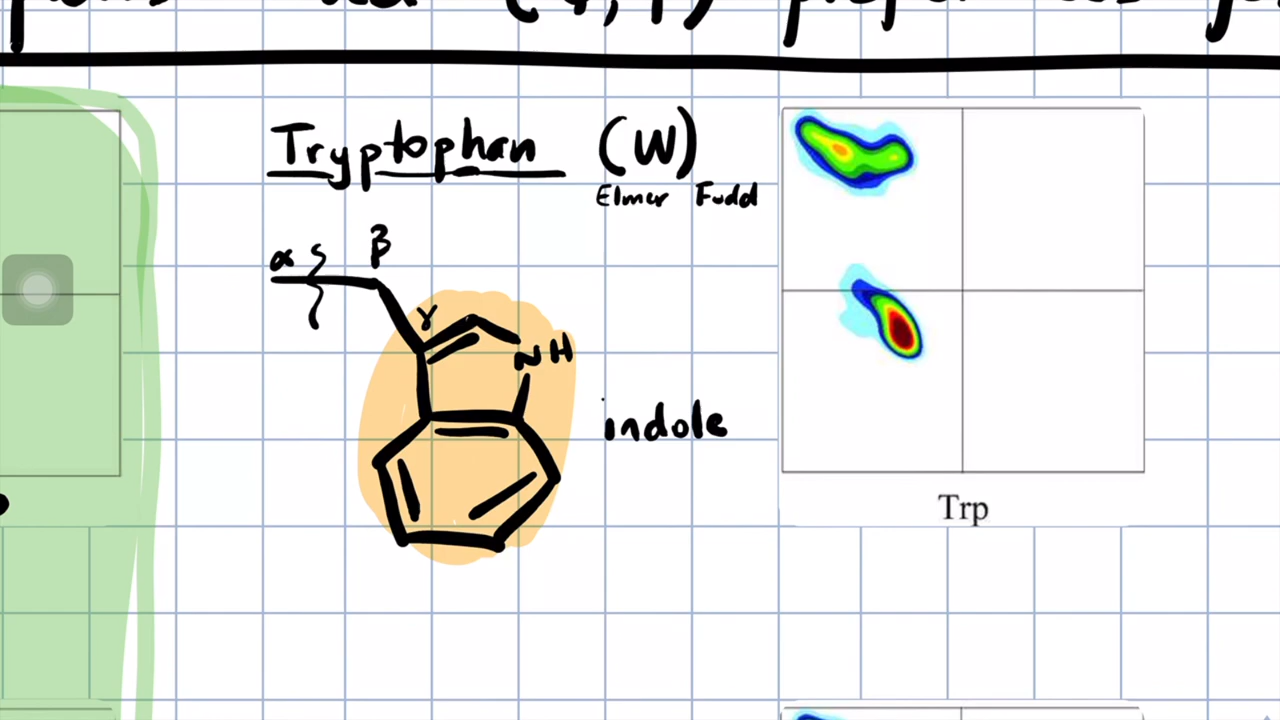 Tryptophan (W)
Elmer Fudd
α β
γ
NH
indole
Trp